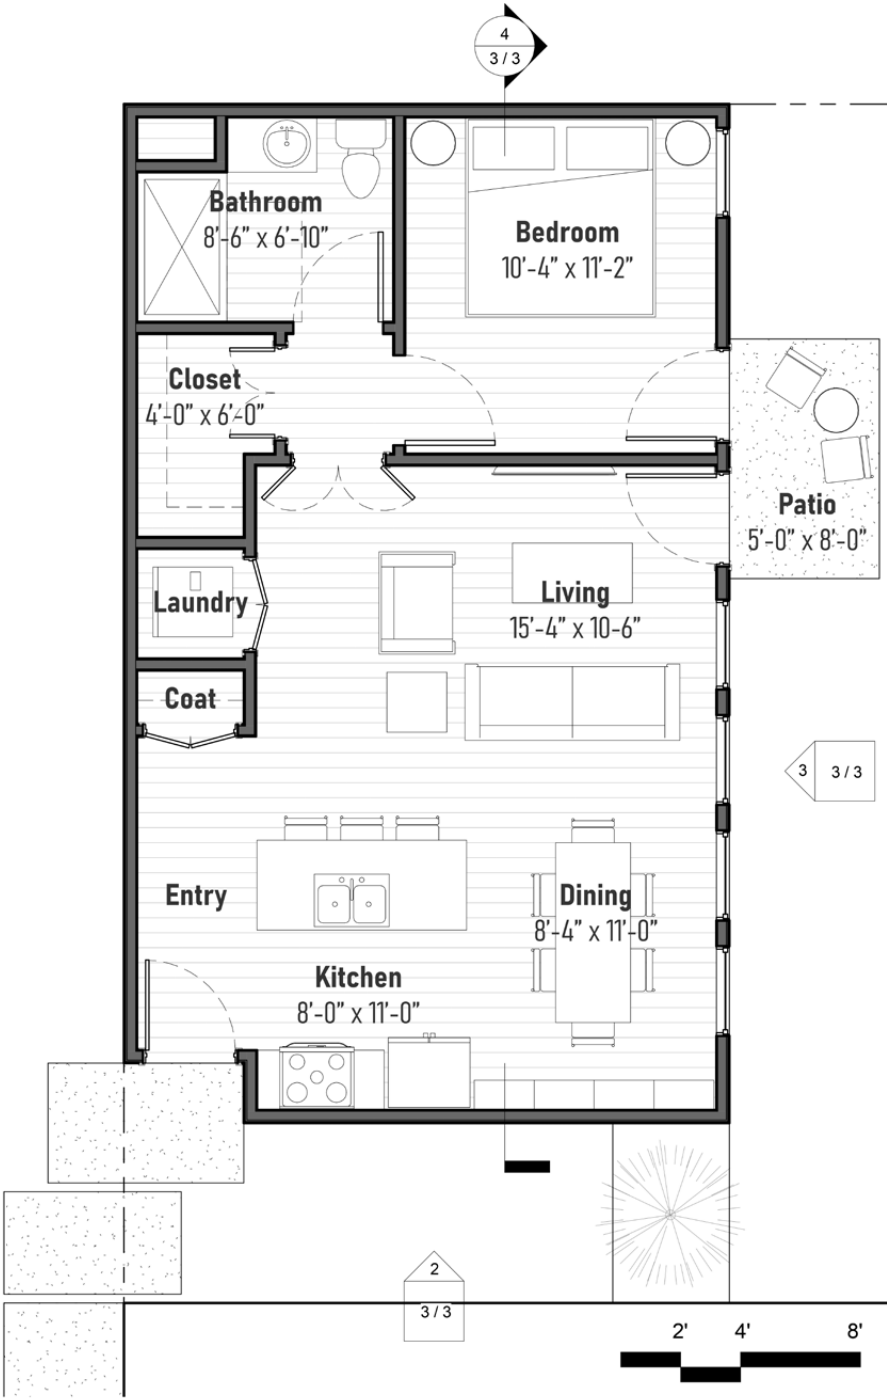 4
3 / 3
Bathroom
8'-6" x 6'-10"
Bedroom
10'-4" x 11'-2"
Closet
4'-0" x 6'-0"
Patio
5'-0" x 8'-0"
Laundry
Living
15'-4" x 10-6"
Coat
3
3 / 3
Entry
Dining
8'-4" x 11'-0"
Kitchen
8'-0" x 11'-0"
2
3 / 3
2' 4' 8'